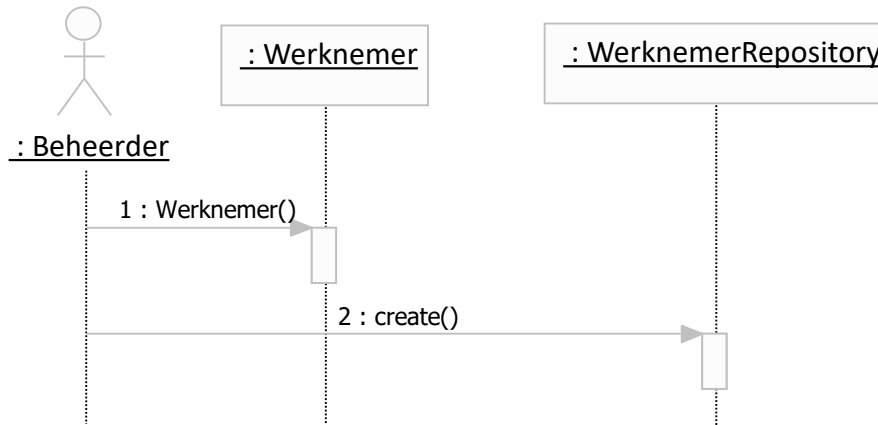 : Werknemer
: WerknemerRepository
: Beheerder
1 : Werknemer()
2 : create()